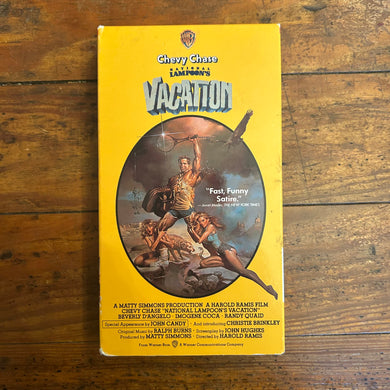 WB
Chevy Chase
NATIONAL
LAMPOON'S
VACATION
"Fast, Funny
Satire."
—Janet Maslin, THE NEW YORK TIMES
A MATTY SIMMONS PRODUCTION A HAROLD RAMIS FILM
CHEVY CHASE "NATIONAL LAMPOON'S VACATION"
BEVERLY D'ANGELO · IMOGENE COCA · RANDY QUAID
Special Appearance by JOHN CANDY And introducing CHRISTIE BRINKLEY
Original Music by RALPH BURNS Screenplay by JOHN HUGHES
Produced by MATTY SIMMONS Directed by HAROLD RAMIS
From Warner Bros. A Warner Communications Company